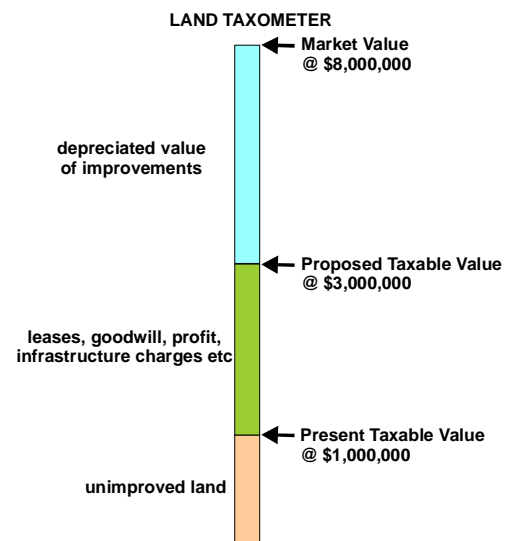 LAND TAXOMETER
Market Value
@ $8,000,000
depreciated value
of improvements
Proposed Taxable Value
@ $3,000,000
leases, goodwill, profit,
infrastructure charges etc
Present Taxable Value
@ $1,000,000
unimproved land